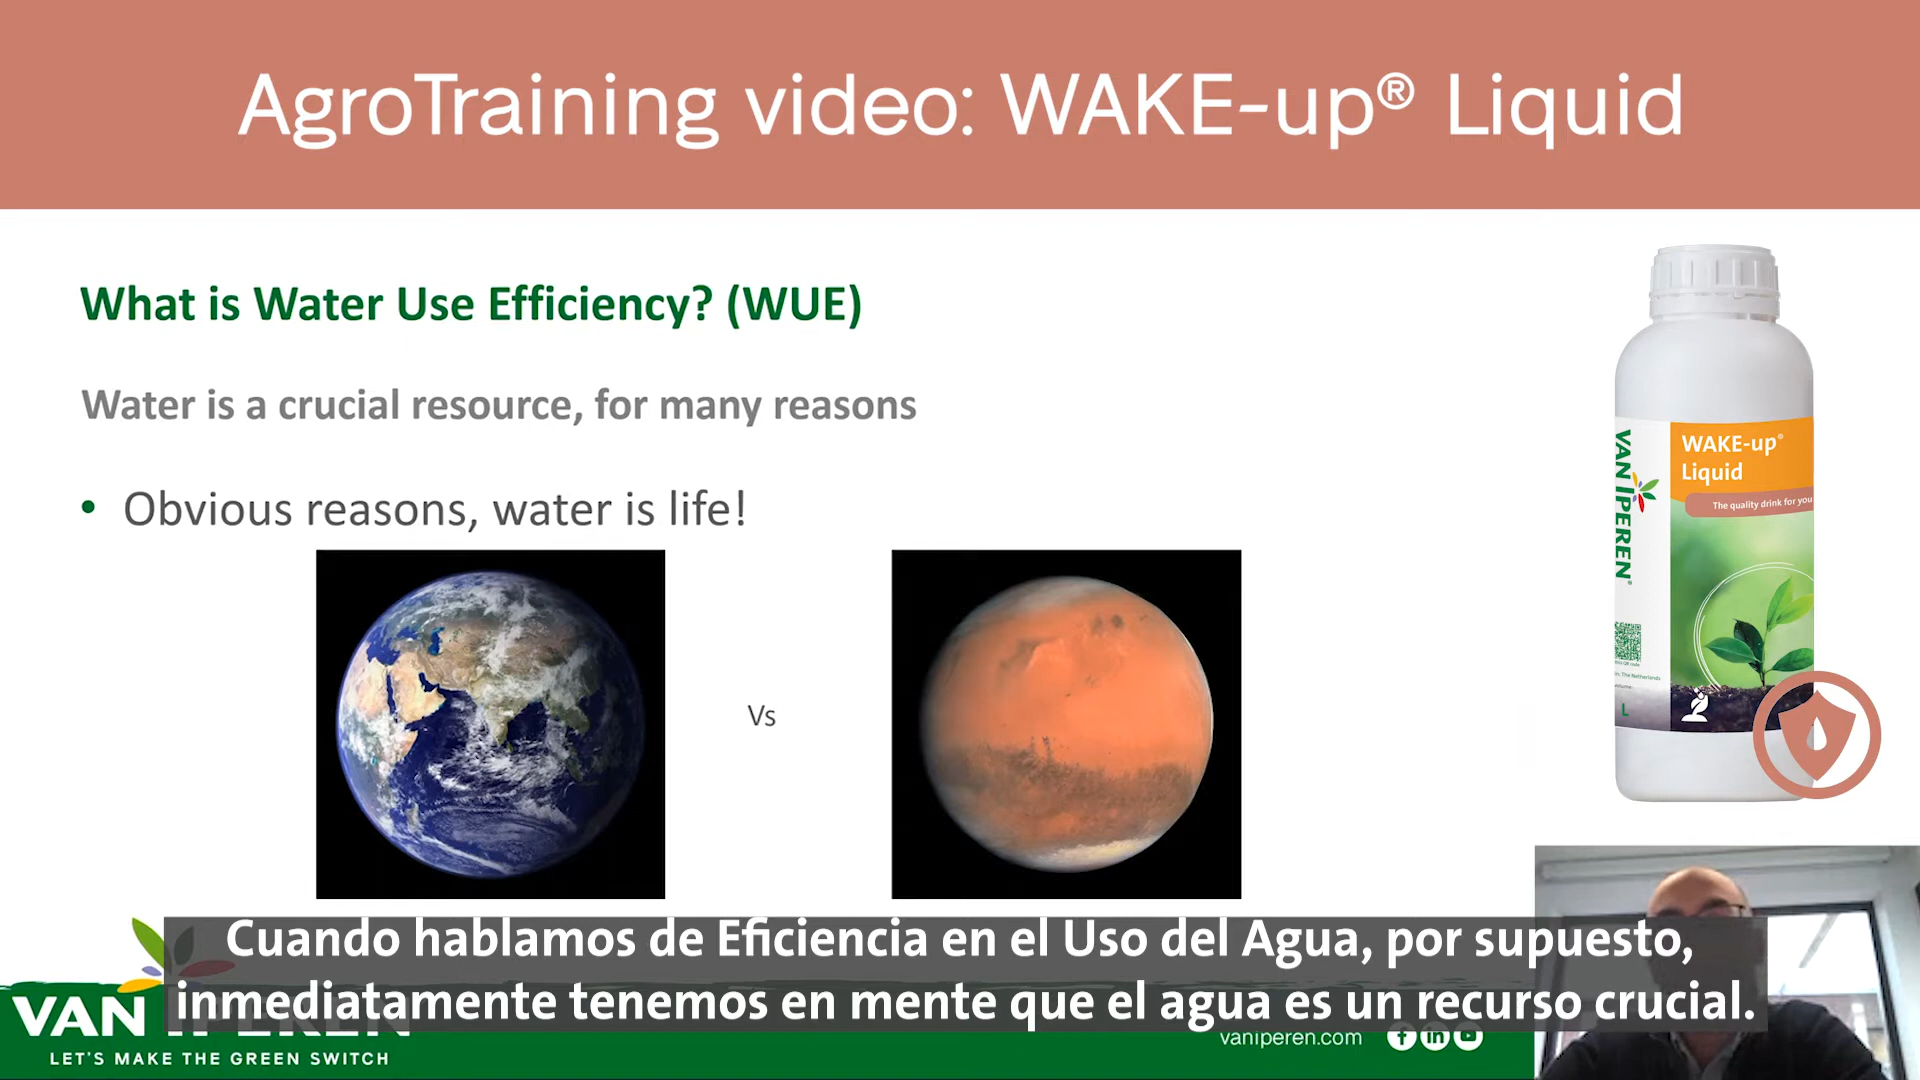 AgroTraining video: WAKE-up® Liquid
What is Water Use Efficiency? (WUE)
Water is a crucial resource, for many reasons
• Obvious reasons, water is life!
Vs
WAKE-up®
Liquid
The quality drink for you
VAN IPEREN®
L
Cuando hablamos de Eficiencia en el Uso del Agua, por supuesto,
inmediatamente tenemos en mente que el agua es un recurso crucial.
VAN IPEREN
LET'S MAKE THE GREEN SWITCH
vaniperen.com